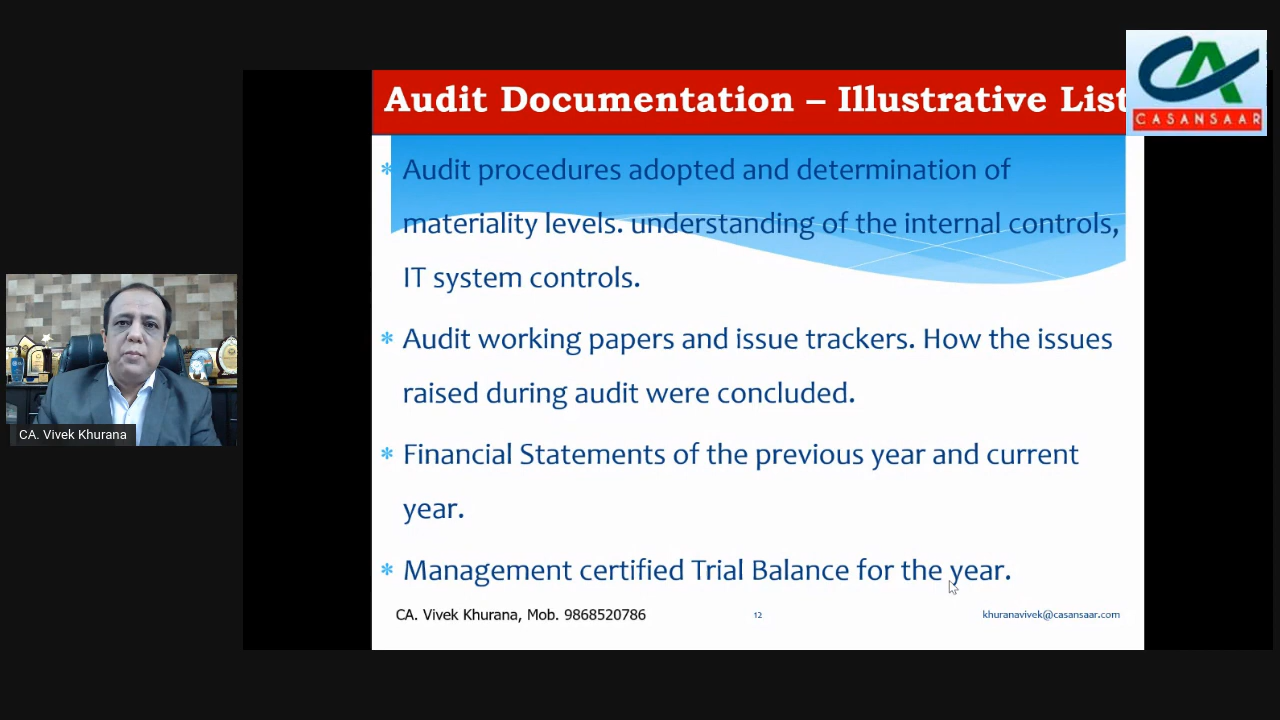 Audit Documentation – Illustrative List
CASANSAAR
* Audit procedures adopted and determination of
materiality levels. understanding of the internal controls,
IT system controls.
* Audit working papers and issue trackers. How the issues
raised during audit were concluded.
* Financial Statements of the previous year and current
year.
* Management certified Trial Balance for the year.
CA. Vivek Khurana, Mob. 9868520786
12
khuranavivek@casansaar.com
CA. Vivek Khurana